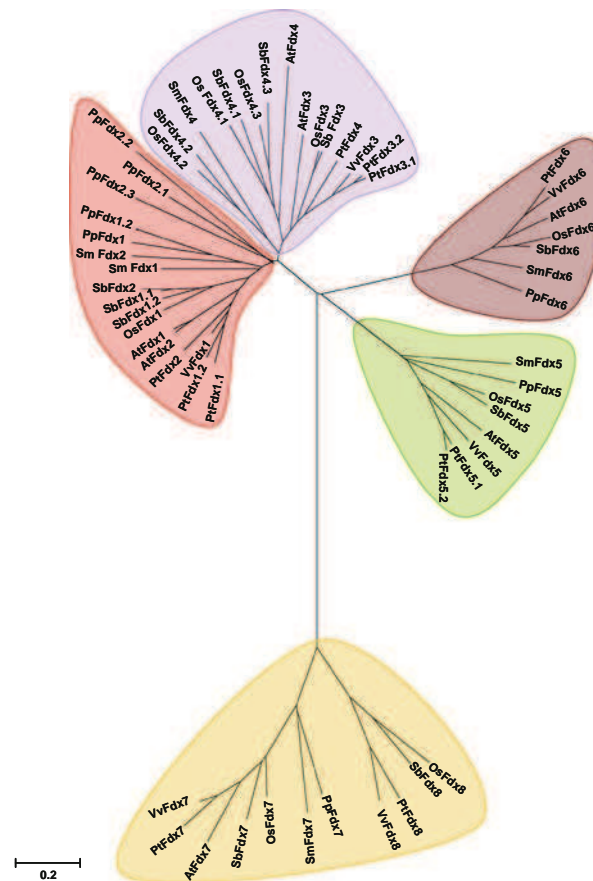 AtFdx4
SbFdx4.3
OsFdx4.3
SbFdx4.1
Os Fdx4.1
SmFdx4
SbFdx4.2
OsFdx4.2
AtFdx3
OsFdx3
Sb Fdx3
PtFdx4
VvFdx3
PtFdx3.2
PtFdx3.1
PpFdx2.2
PpFdx2.1
PpFdx2.3
PpFdx1.2
PpFdx1
Sm Fdx2
Sm Fdx1
SbFdx2
SbFdx1.1
SbFdx1.2
OsFdx1
AtFdx1
AtFdx2
PtFdx2
VvFdx1
PtFdx1.2
PtFdx1.1
PtFdx6
VvFdx6
AtFdx6
OsFdx6
SbFdx6
SmFdx6
PpFdx6
SmFdx5
PpFdx5
OsFdx5
SbFdx5
AtFdx5
VvFdx5
PtFdx5.1
PtFdx5.2
VvFdx7
PtFdx7
AtFdx7
SbFdx7
OsFdx7
SmFdx7
PpFdx7
VvFdx8
PtFdx8
SbFdx8
OsFdx8
0.2